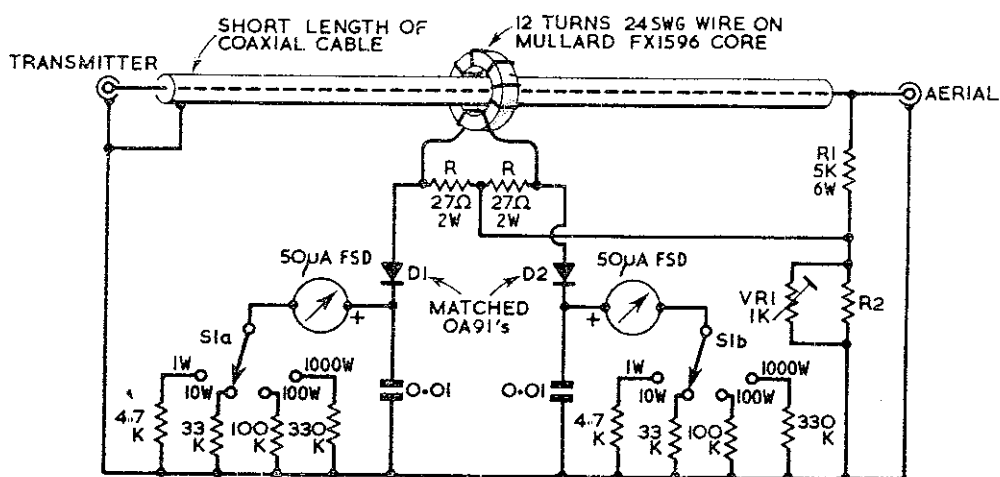 SHORT LENGTH OF
COAXIAL CABLE
12 TURNS 24SWG WIRE ON
MULLARD FX1596 CORE
TRANSMITTER
AERIAL
R1
5K
6W
R
27Ω
2W
R
27Ω
2W
50µA FSD
D1
MATCHED
OA91's
D2
50µA FSD
VR1
1K
R2
+
+
S1a
S1b
1W
10W
100W
1000W
4.7
K
33
K
100
K
330
K
0.01
0.01
1W
10W
100W
1000W
4.7
K
33
K
100
K
330
K